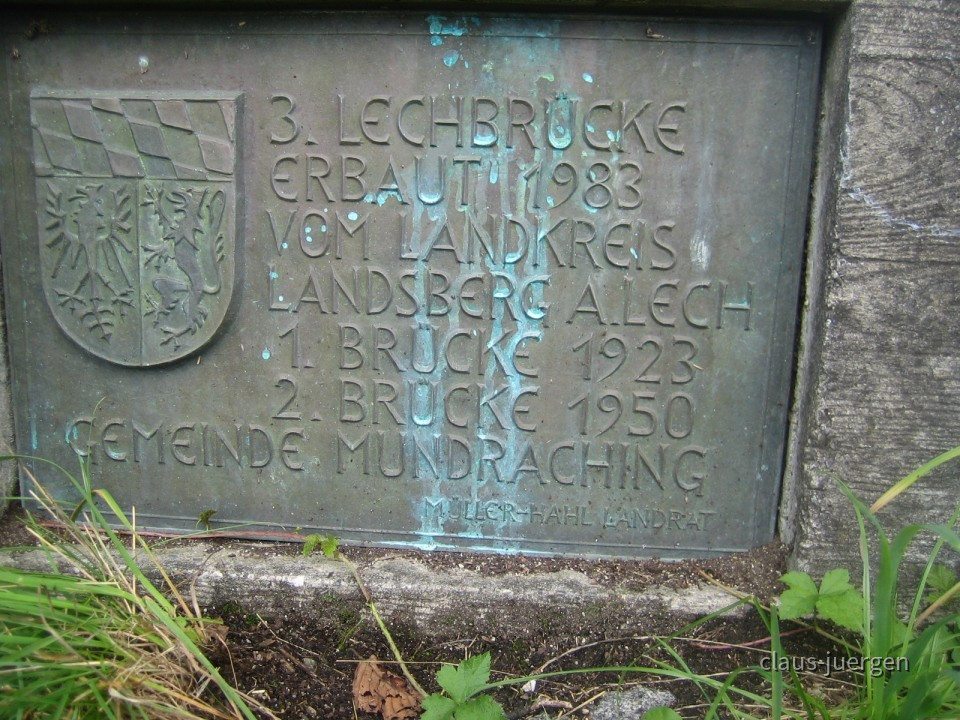 3. LECHBRÜCKE
ERBAUT 1983
VOM LANDKREIS
LANDSBERG A. LECH
1. BRÜCKE 1923
2. BRÜCKE 1950
GEMEINDE MUNDRACHING
MÜLLER-HAHL LANDRAT
claus-juergen